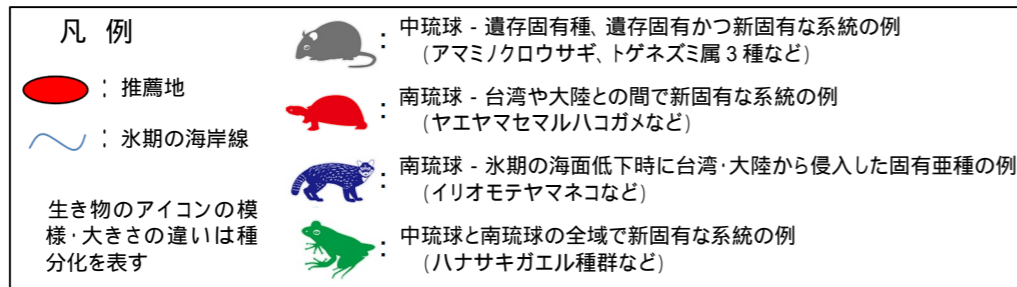 凡 例
： 推薦地
： 氷期の海岸線
生き物のアイコンの模
様・大きさの違いは種
分化を表す
： 中琉球 - 遺存固有種、遺存固有かつ新固有な系統の例
(アマミノクロウサギ、トゲネズミ属 3 種など)
： 南琉球 - 台湾や大陸との間で新固有な系統の例
(ヤエヤマセマルハコガメなど)
： 南琉球 - 氷期の海面低下時に台湾・大陸から侵入した固有亜種の例
(イリオモテヤマネコなど)
： 中琉球と南琉球の全域で新固有な系統の例
(ハナサキガエル種群など)